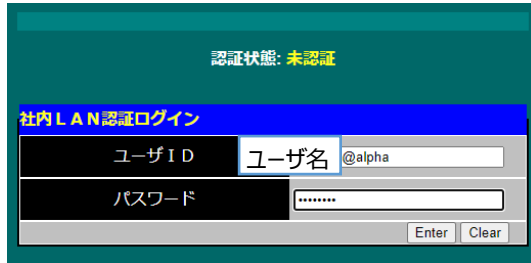 認証状態: 未認証
社内ＬＡＮ認証ログイン
ユーザＩＤ ユーザ名 @alpha
パスワード ••••••••
Enter Clear